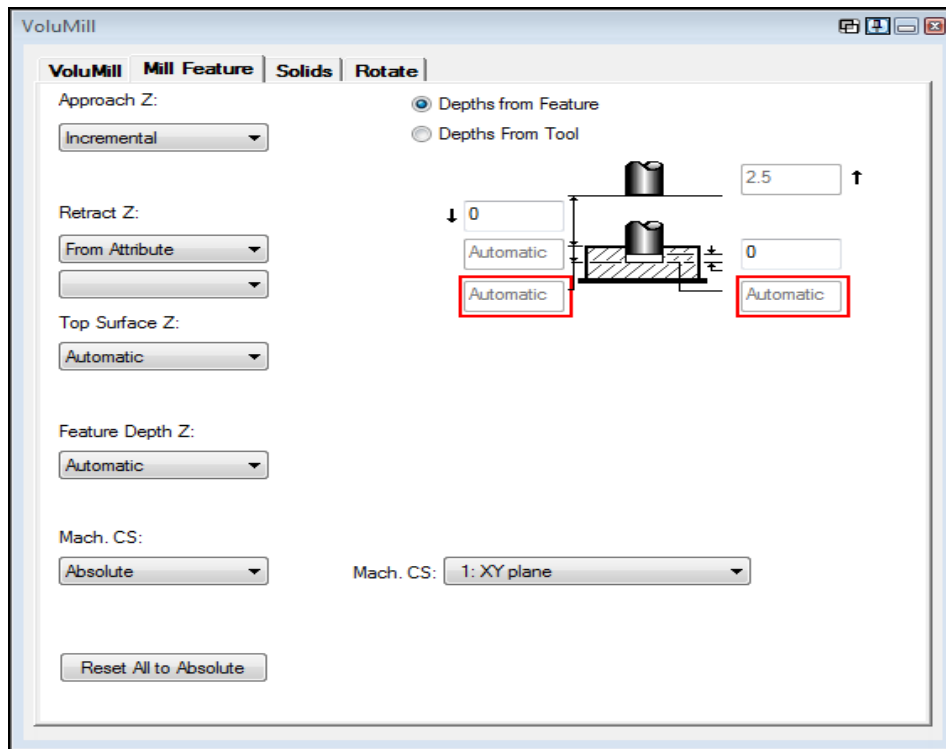 VoluMill
VoluMill Mill Feature Solids Rotate
Approach Z:
Incremental
Depths from Feature
Depths From Tool
2.5
Retract Z:
0
From Attribute
Automatic
0
Automatic
Automatic
Top Surface Z:
Automatic
Feature Depth Z:
Automatic
Mach. CS:
Absolute
Mach. CS: 1: XY plane
Reset All to Absolute